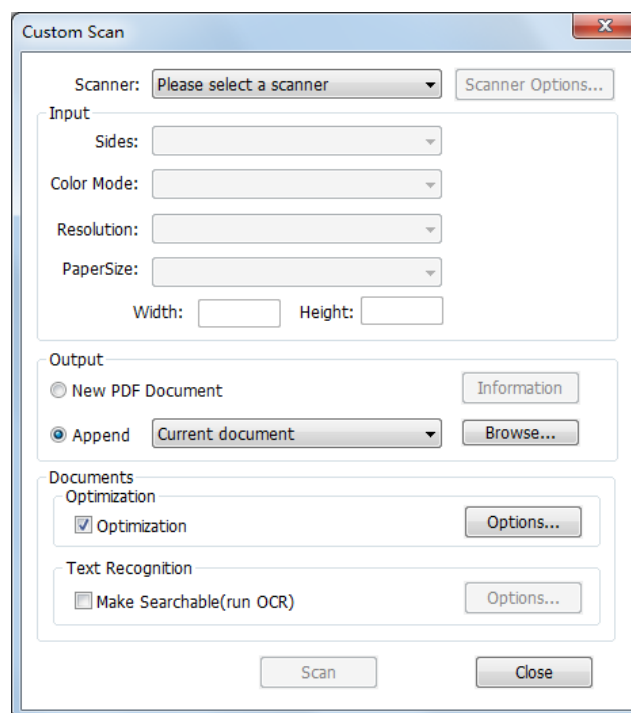 Custom Scan
Scanner: Please select a scanner Scanner Options...
Input
Sides:
Color Mode:
Resolution:
PaperSize:
Width: Height:
Output
New PDF Document Information
Append Current document Browse...
Documents
Optimization
Optimization Options...
Text Recognition
Make Searchable(run OCR) Options...
Scan Close